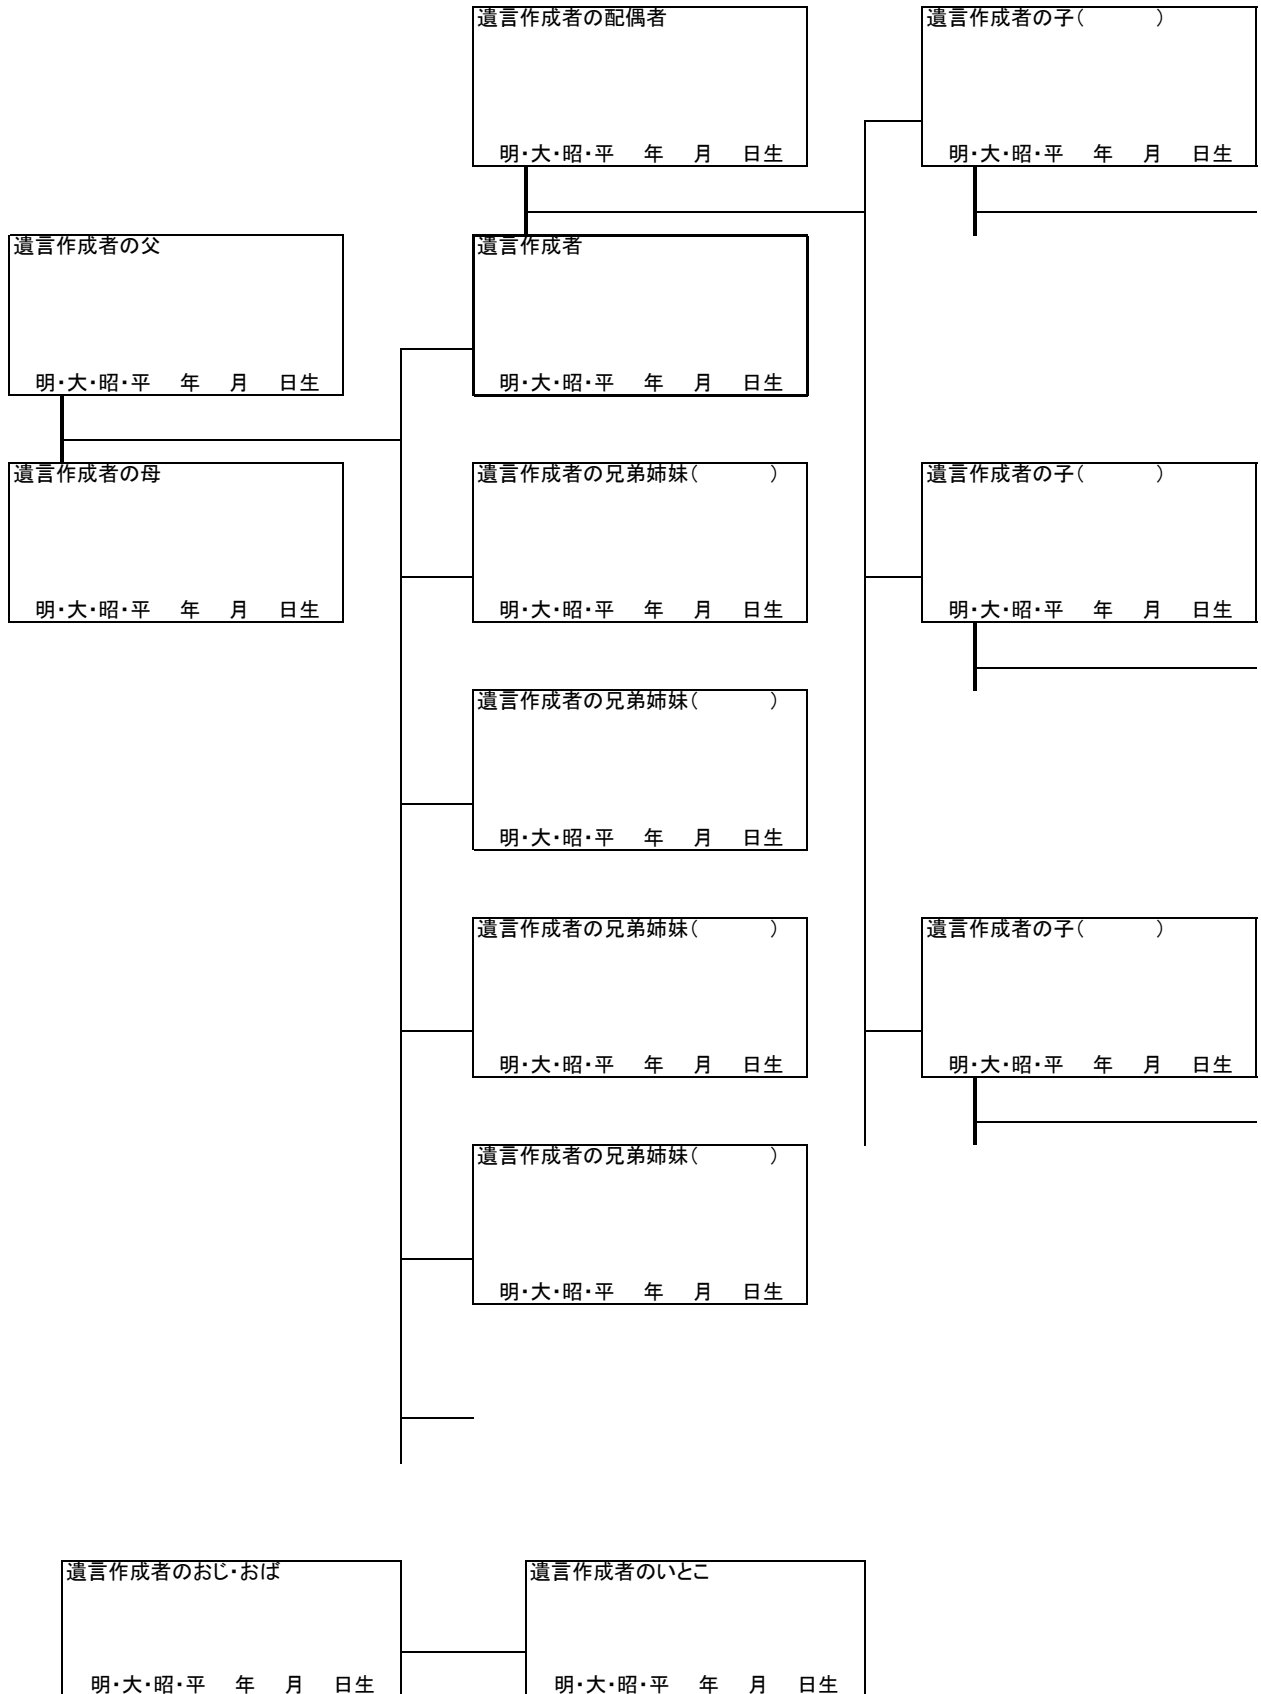 遺言作成者の配偶者
明・大・昭・平 年 月 日生
遺言作成者の子( )
明・大・昭・平 年 月 日生
遺言作成者の父
明・大・昭・平 年 月 日生
遺言作成者
明・大・昭・平 年 月 日生
遺言作成者の母
明・大・昭・平 年 月 日生
遺言作成者の兄弟姉妹( )
明・大・昭・平 年 月 日生
遺言作成者の子( )
明・大・昭・平 年 月 日生
遺言作成者の兄弟姉妹( )
明・大・昭・平 年 月 日生
遺言作成者の兄弟姉妹( )
明・大・昭・平 年 月 日生
遺言作成者の子( )
明・大・昭・平 年 月 日生
遺言作成者の兄弟姉妹( )
明・大・昭・平 年 月 日生
遺言作成者のおじ・おば
明・大・昭・平 年 月 日生
遺言作成者のいとこ
明・大・昭・平 年 月 日生